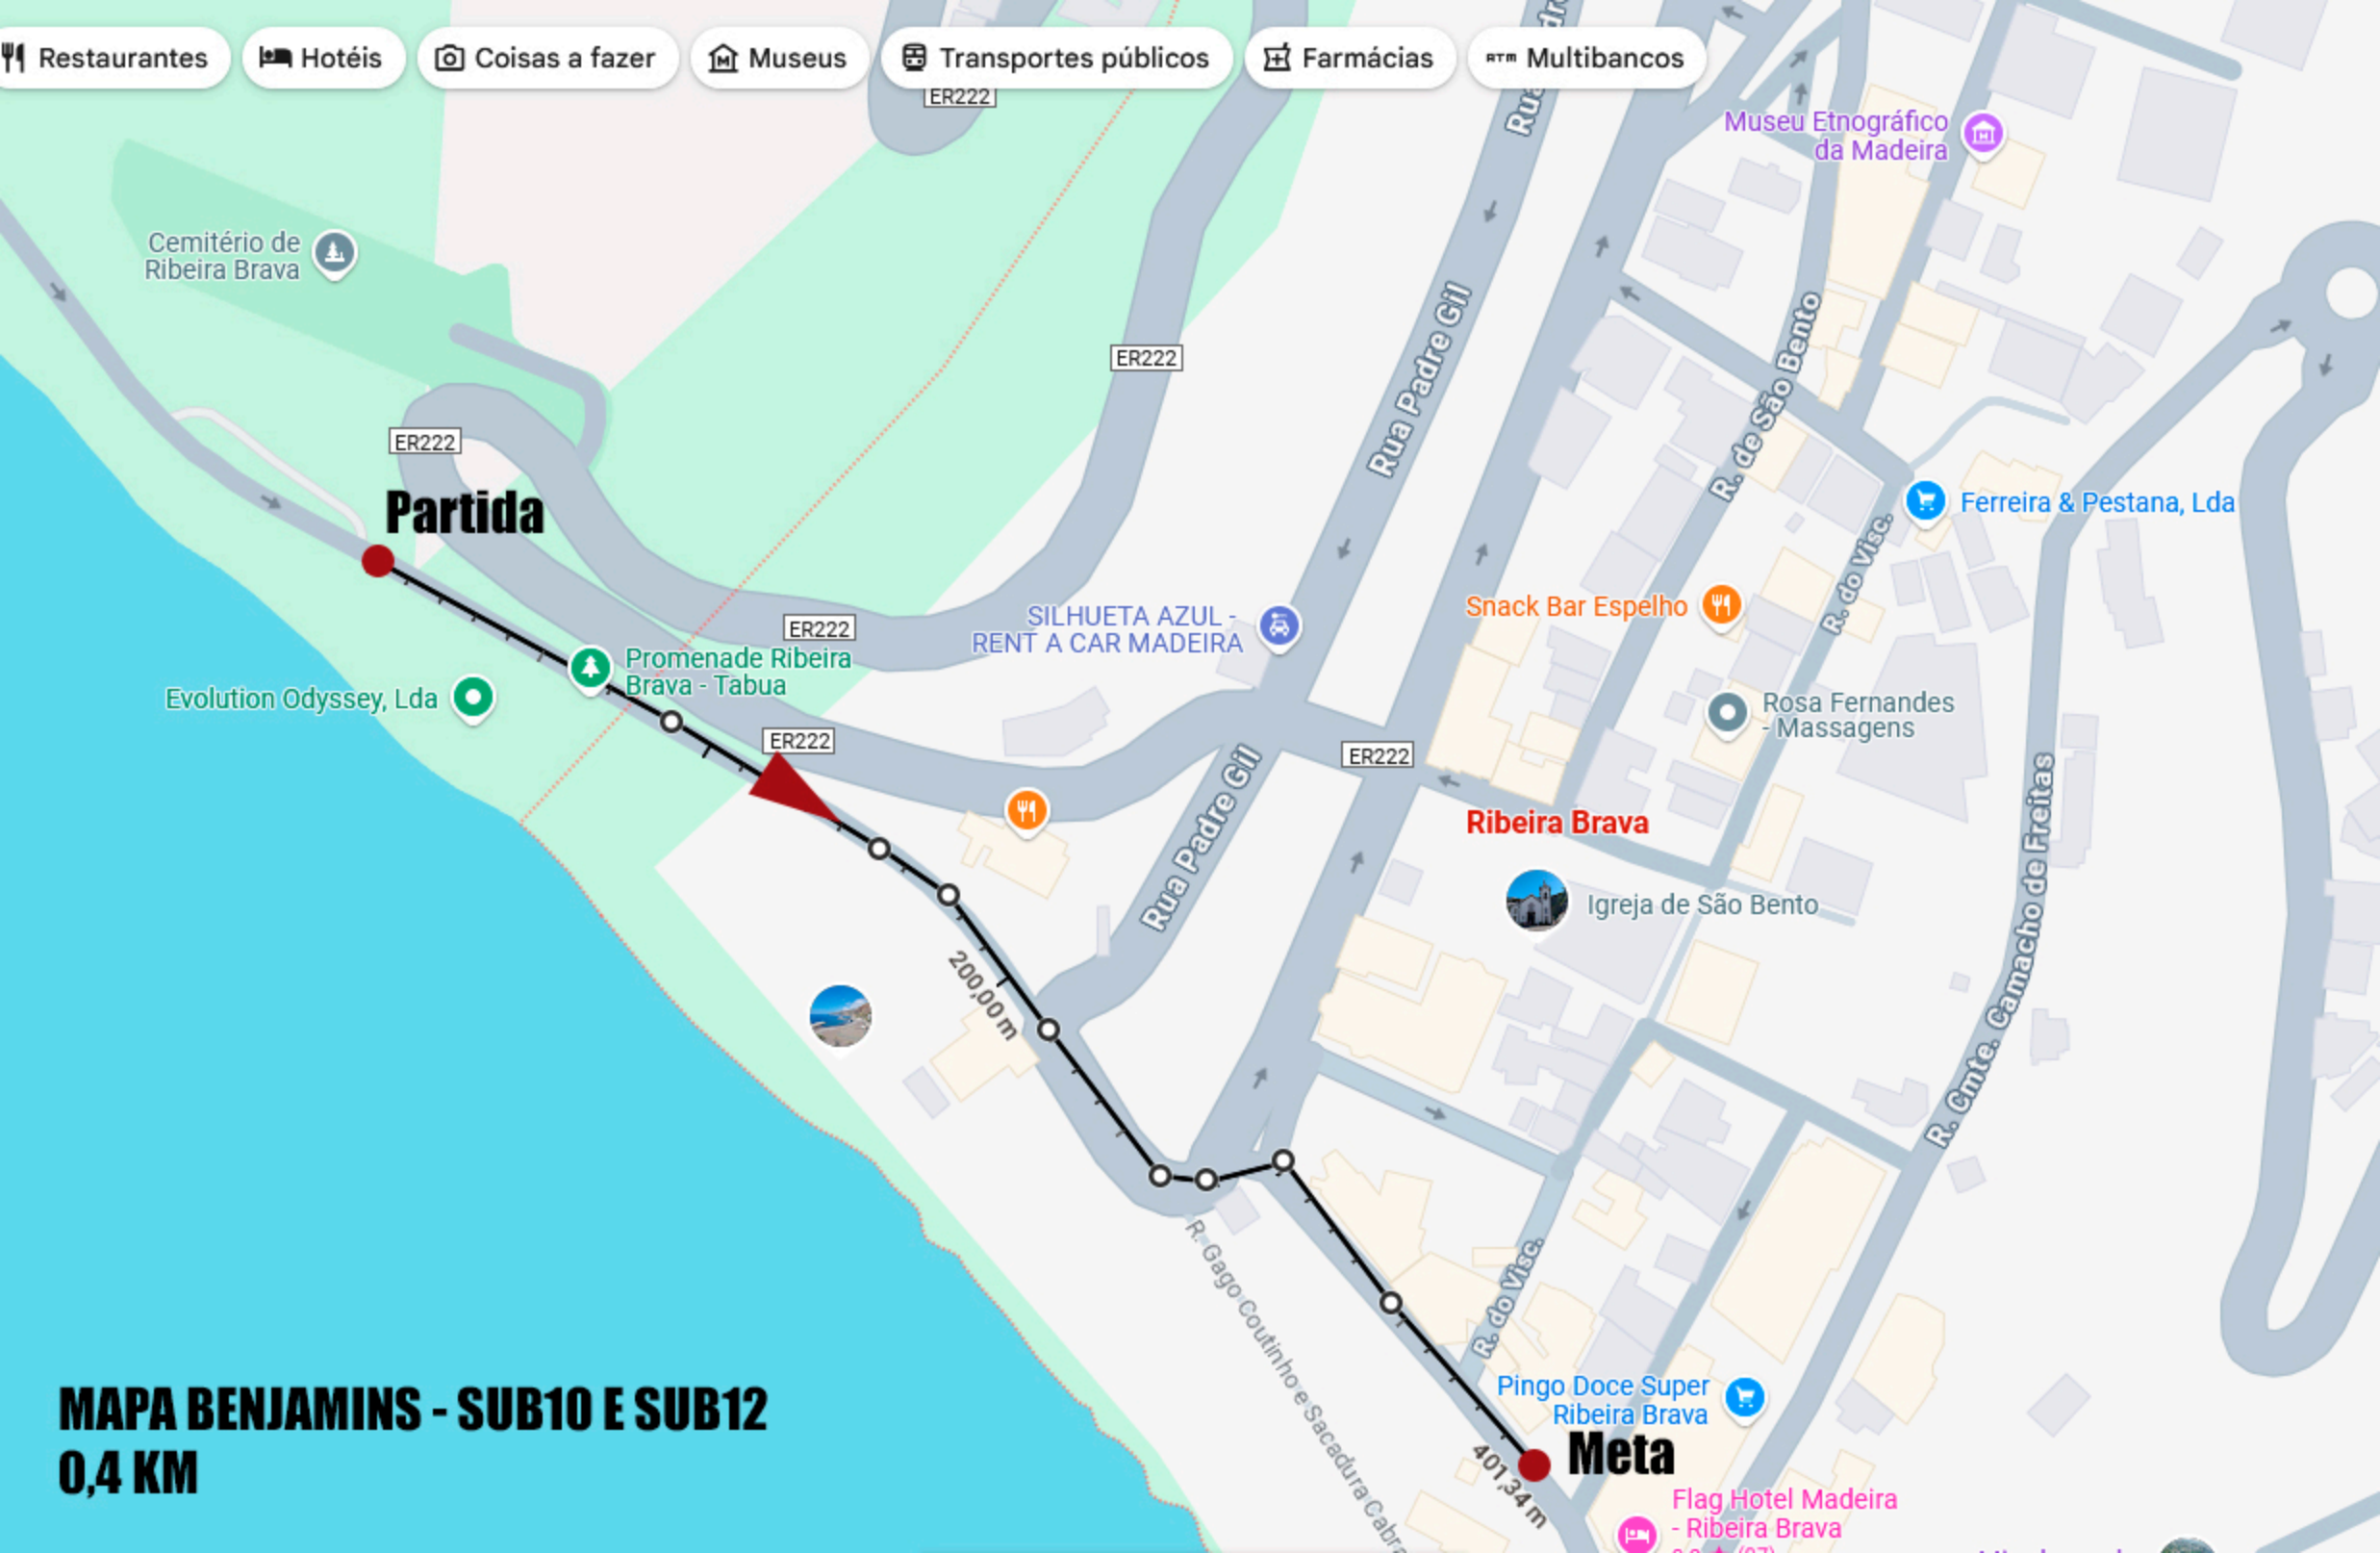 Restaurantes
Hotéis
Coisas a fazer
Museus
Transportes públicos
Farmácias
ATM Multibancos
ER222
Museu Etnográfico
da Madeira
Cemitério de
Ribeira Brava
Rua Padre Gil
R. de São Bento
ER222
ER222
Partida
Ferreira & Pestana, Lda
R. do Visc.
Snack Bar Espelho
SILHUETA AZUL -
RENT A CAR MADEIRA
ER222
Promenade Ribeira
Brava - Tabua
Evolution Odyssey, Lda
Rosa Fernandes
- Massagens
ER222
ER222
Rua Padre Gil
Ribeira Brava
R. Cmte. Camacho de Freitas
Igreja de São Bento
200,00 m
R. Gago Coutinho e Sacadura Cabra
R. do Visc.
Pingo Doce Super
Ribeira Brava
MAPA BENJAMINS - SUB10 E SUB12
0,4 KM
Meta
401,34 m
Flag Hotel Madeira
- Ribeira Brava